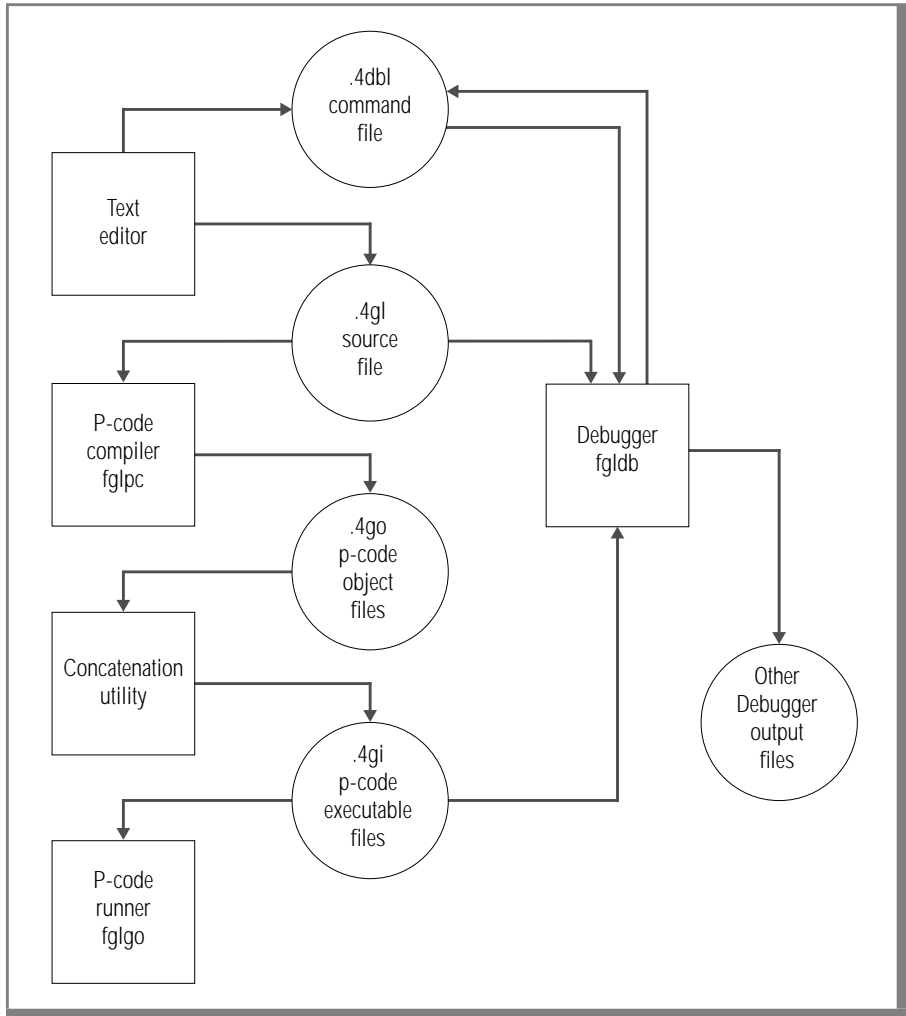 .4dbl
command
file
Text
editor
.4gl
source
file
P-code
compiler
fglpc
Debugger
fgldb
.4go
p-code
object
files
Concatenation
utility
Other
Debugger
output
files
.4gi
p-code
executable
files
P-code
runner
fglgo